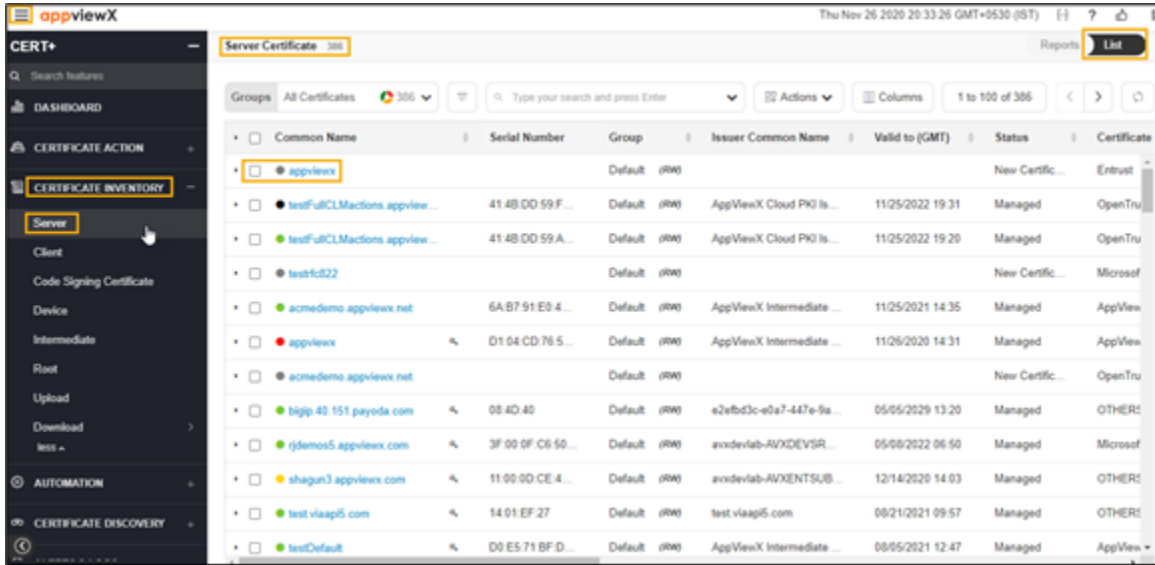 appviewX Thu Nov 26 2020 20:33:26 GMT+0530 (IST) [-] ?
CERT+ −
Server Certificate 386 Reports List
Search features
Groups All Certificates 386 Type your search and press Enter Actions Columns 1 to 100 of 386 < >
DASHBOARD
CERTIFICATE ACTION +
CERTIFICATE INVENTORY −
Server
Client
Code Signing Certificate
Device
Intermediate
Root
Upload
Download >
less
AUTOMATION +
CERTIFICATE DISCOVERY +
Common Name Serial Number Group Issuer Common Name Valid to (GMT) Status Certificate
appviewx Default (RW) New Certific... Entrust
testFullCLMactions.appview... 41:4B:DD:59:F... Default (RW) AppViewX Cloud PKI Is... 11/25/2022 19:31 Managed OpenTru
testFullCLMactions.appview... 41:4B:DD:59:A... Default (RW) AppViewX Cloud PKI Is... 11/25/2022 19:20 Managed OpenTru
testrfc822 Default (RW) New Certific... Microsof
acmedemo.appviewx.net 6A:B7:91:E0:4... Default (RW) AppViewX Intermediate ... 11/25/2021 14:35 Managed AppView
appviewx D1:04:CD:76:5... Default (RW) AppViewX Intermediate ... 11/26/2020 14:31 Managed AppView
acmedemo.appviewx.net Default (RW) New Certific... OpenTru
bigip.40.151.payoda.com 08:4D:40 Default (RW) e2efbd3c-e0a7-447e-9a... 05/05/2029 13:20 Managed OTHERS
rjdemos5.appviewx.com 3F:00:0F:C6:50... Default (RW) avxdevlab-AVXDEVSR... 05/08/2022 06:50 Managed Microsof
shagun3.appviewx.com 11:00:0D:CE:4... Default (RW) avxdevlab-AVXENTSUB... 12/14/2020 14:03 Managed OTHERS
test.viaapi5.com 14:01:EF:27 Default (RW) test.viaapi5.com 08/21/2021 09:57 Managed OTHERS
testDefault D0:E5:71:BF:D... Default (RW) AppViewX Intermediate ... 08/05/2021 12:47 Managed AppView